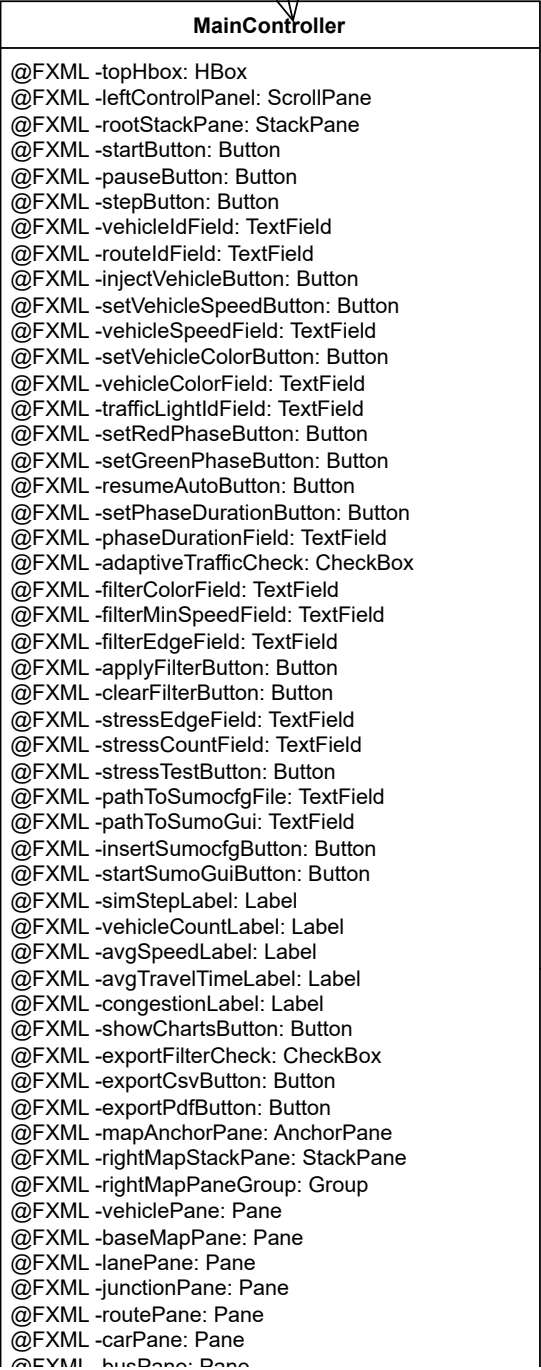 MainController
@FXML -topHbox: HBox
@FXML -leftControlPanel: ScrollPane
@FXML -rootStackPane: StackPane
@FXML -startButton: Button
@FXML -pauseButton: Button
@FXML -stepButton: Button
@FXML -vehicleIdField: TextField
@FXML -routeIdField: TextField
@FXML -injectVehicleButton: Button
@FXML -setVehicleSpeedButton: Button
@FXML -vehicleSpeedField: TextField
@FXML -setVehicleColorButton: Button
@FXML -vehicleColorField: TextField
@FXML -trafficLightIdField: TextField
@FXML -setRedPhaseButton: Button
@FXML -setGreenPhaseButton: Button
@FXML -resumeAutoButton: Button
@FXML -setPhaseDurationButton: Button
@FXML -phaseDurationField: TextField
@FXML -adaptiveTrafficCheck: CheckBox
@FXML -filterColorField: TextField
@FXML -filterMinSpeedField: TextField
@FXML -filterEdgeField: TextField
@FXML -applyFilterButton: Button
@FXML -clearFilterButton: Button
@FXML -stressEdgeField: TextField
@FXML -stressCountField: TextField
@FXML -stressTestButton: Button
@FXML -pathToSumocfgFile: TextField
@FXML -pathToSumoGui: TextField
@FXML -insertSumocfgButton: Button
@FXML -startSumoGuiButton: Button
@FXML -simStepLabel: Label
@FXML -vehicleCountLabel: Label
@FXML -avgSpeedLabel: Label
@FXML -avgTravelTimeLabel: Label
@FXML -congestionLabel: Label
@FXML -showChartsButton: Button
@FXML -exportFilterCheck: CheckBox
@FXML -exportCsvButton: Button
@FXML -exportPdfButton: Button
@FXML -mapAnchorPane: AnchorPane
@FXML -rightMapStackPane: StackPane
@FXML -rightMapPaneGroup: Group
@FXML -vehiclePane: Pane
@FXML -baseMapPane: Pane
@FXML -lanePane: Pane
@FXML -junctionPane: Pane
@FXML -routePane: Pane
@FXML -carPane: Pane
@FXML -busPane: Pane